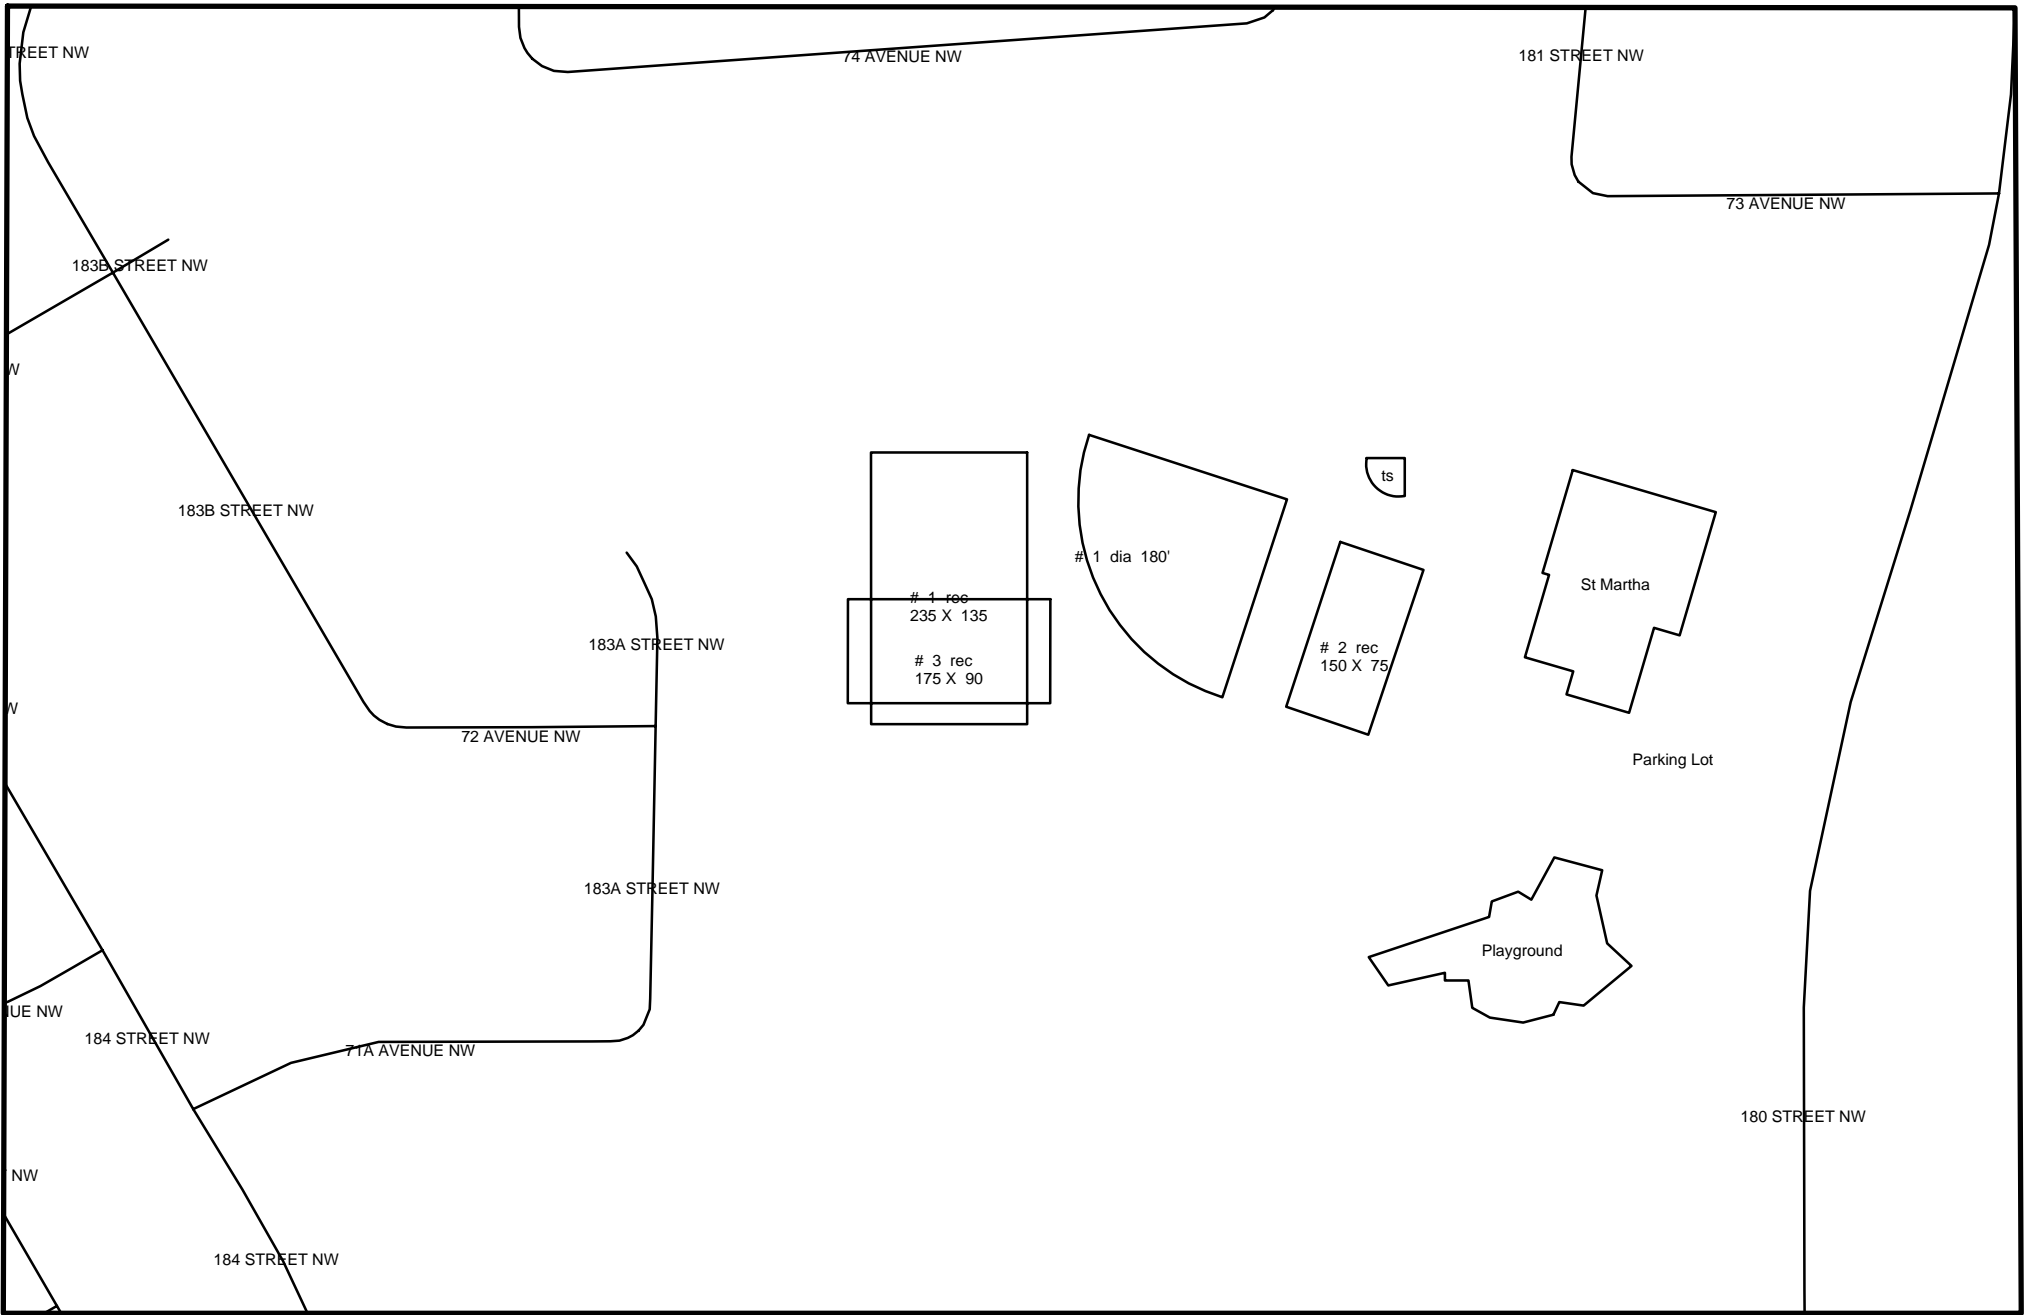 TREET NW
74 AVENUE NW
181 STREET NW
73 AVENUE NW
183B STREET NW
W
ts
183B STREET NW
# 1 dia 180'
St Martha
# 1 rec
235 X 135
183A STREET NW
# 2 rec
150 X 75
# 3 rec
175 X 90
W
72 AVENUE NW
Parking Lot
183A STREET NW
Playground
NUE NW
184 STREET NW
71A AVENUE NW
180 STREET NW
NW
184 STREET NW